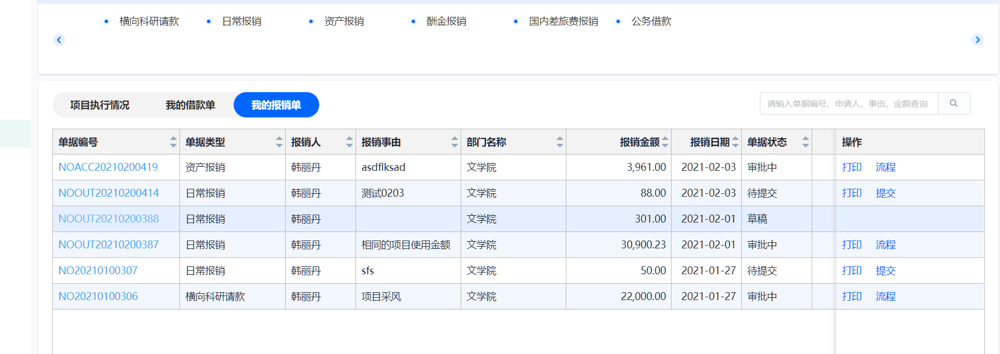 横向科研请款 日常报销 资产报销 酬金报销 国内差旅费报销 公务借款
项目执行情况 我的借款单 我的报销单 请输入单据编号、申请人、事由、金额查询
单据编号 单据类型 报销人 报销事由 部门名称 报销金额 报销日期 单据状态 操作
NOACC20210200419 资产报销 韩丽丹 asdflksad 文学院 3,961.00 2021-02-03 审批中 打印 流程
NOOUT20210200414 日常报销 韩丽丹 测试0203 文学院 88.00 2021-02-03 待提交 打印 提交
NOOUT20210200388 日常报销 韩丽丹 文学院 301.00 2021-02-01 草稿
NOOUT20210200387 日常报销 韩丽丹 相同的项目使用金额 文学院 30,900.23 2021-02-01 审批中 打印 流程
NO20210100307 日常报销 韩丽丹 sfs 文学院 50.00 2021-01-27 待提交 打印 提交
NO20210100306 横向科研请款 韩丽丹 项目采风 文学院 22,000.00 2021-01-27 审批中 打印 流程